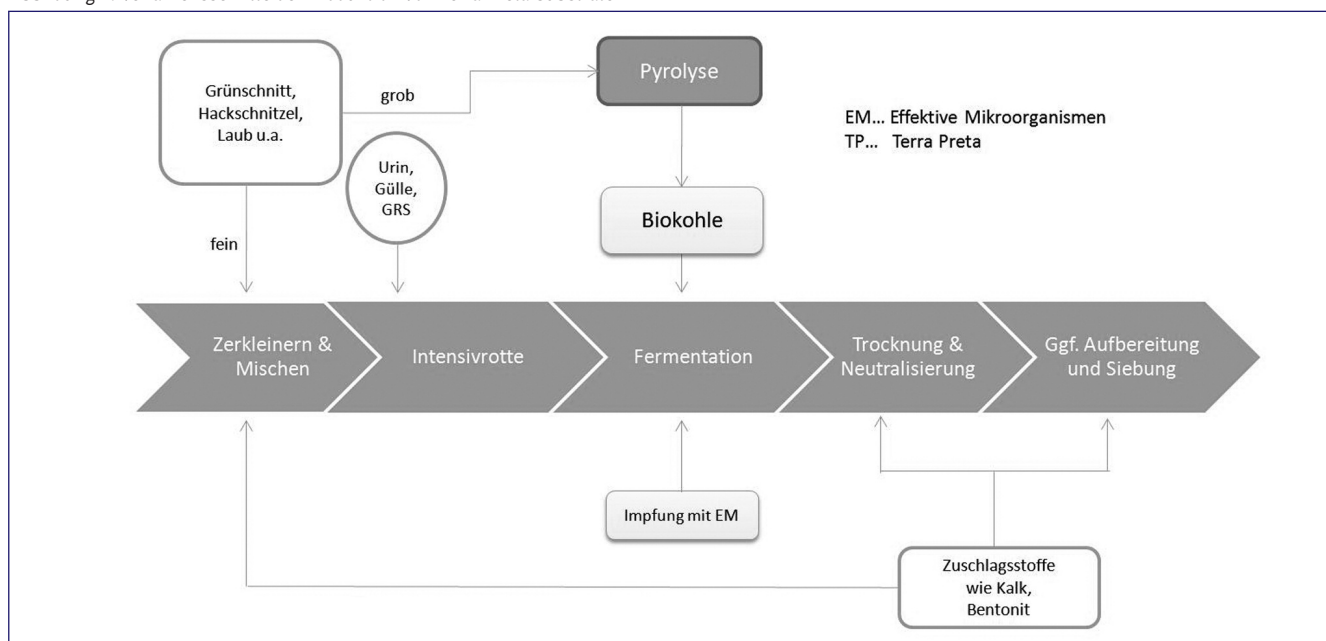 Grünschnitt,
Hackschnitzel,
Laub u.a.
grob
Pyrolyse
EM... Effektive Mikroorganismen
TP... Terra Preta
Urin,
Gülle,
GRS
fein
Biokohle
Zerkleinern &
Mischen
Intensivrotte
Fermentation
Trocknung &
Neutralisierung
Ggf. Aufbereitung
und Siebung
Impfung mit EM
Zuschlagsstoffe
wie Kalk,
Bentonit